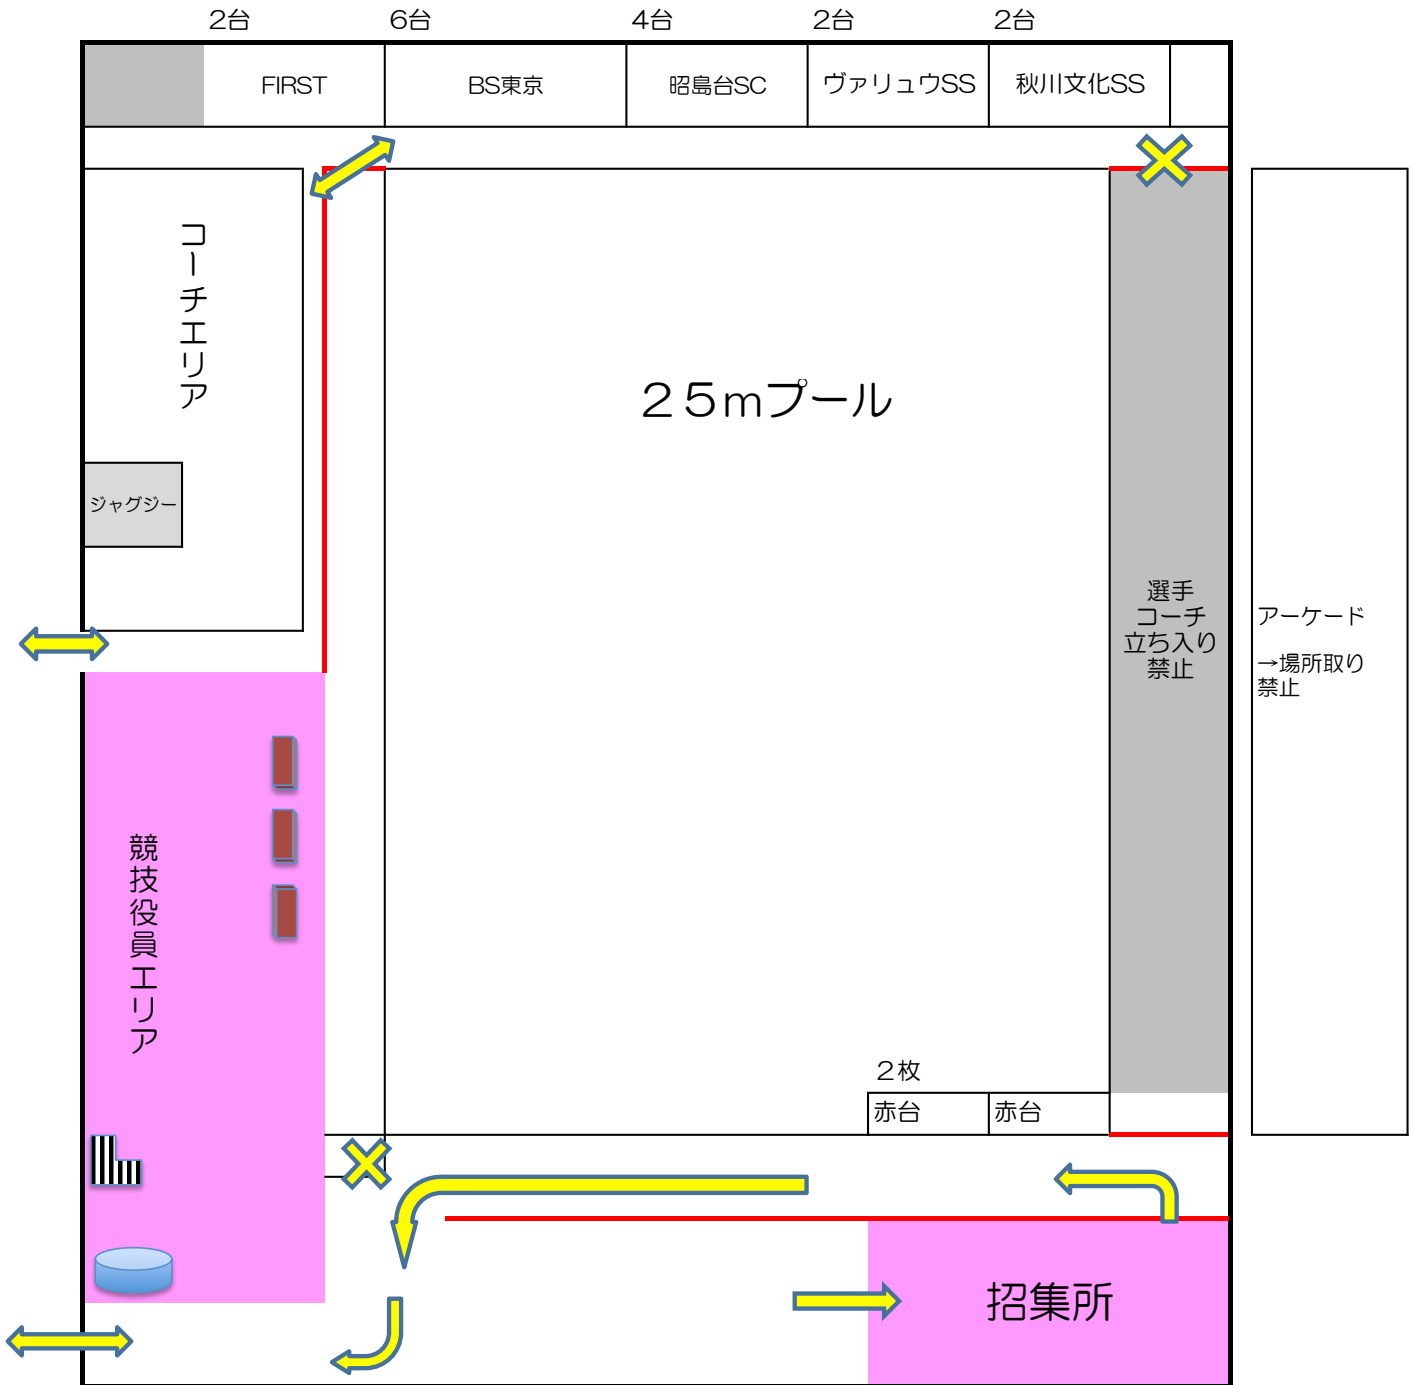 2台
6台
4台
2台
2台
FIRST
BS東京
昭島台SC
ヴァリュウSS
秋川文化SS
コーチエリア
２５ｍプール
ジャグジー
選手
コーチ
立ち入り
禁止
アーケード
→場所取り
禁止
競技役員エリア
２枚
赤台
赤台
招集所